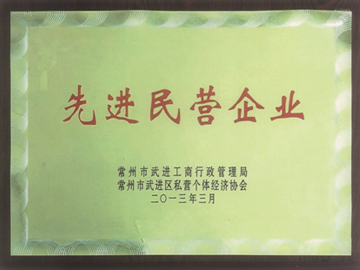 先进民营企业
常州市武进工商行政管理局
常州市武进区私营个体经济协会
二〇一三年三月